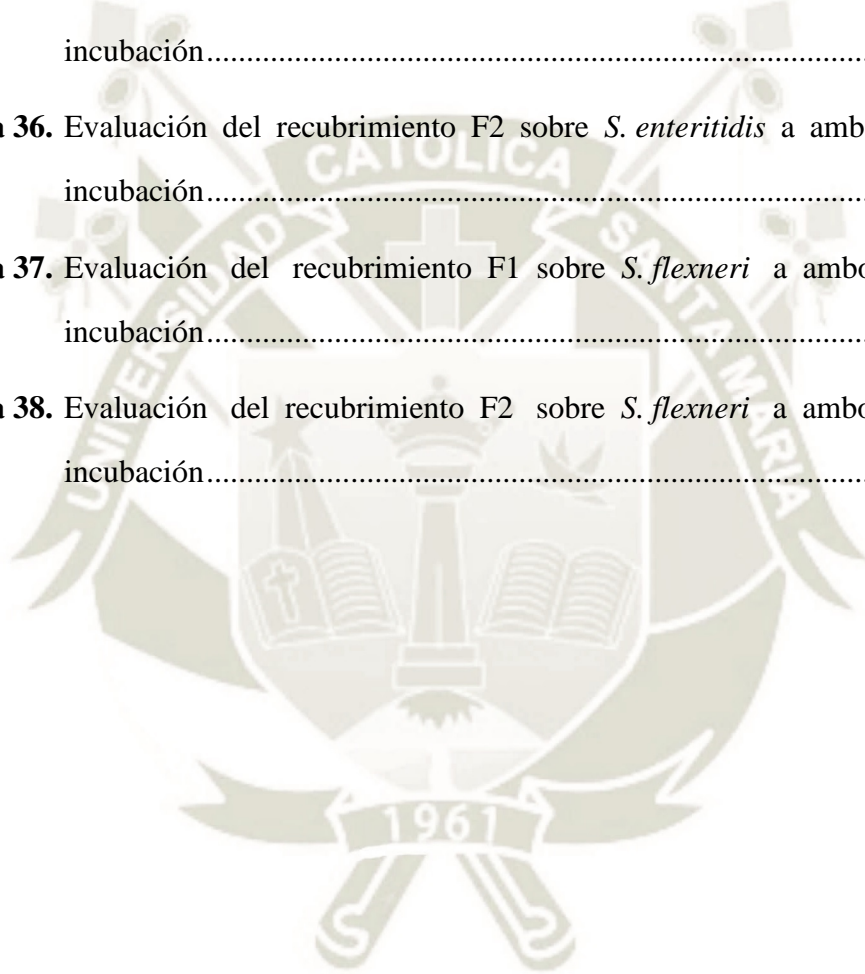 incubación..........................................................................................
a 36. Evaluación del recubrimiento F2 sobre S. enteritidis a amb
incubación..........................................................................................
a 37. Evaluación del recubrimiento F1 sobre S. flexneri a ambo
incubación..........................................................................................
a 38. Evaluación del recubrimiento F2 sobre S. flexneri a ambo
incubación..........................................................................................
UNIVERSIDAD CATOLICA SANTA MARIA
1961